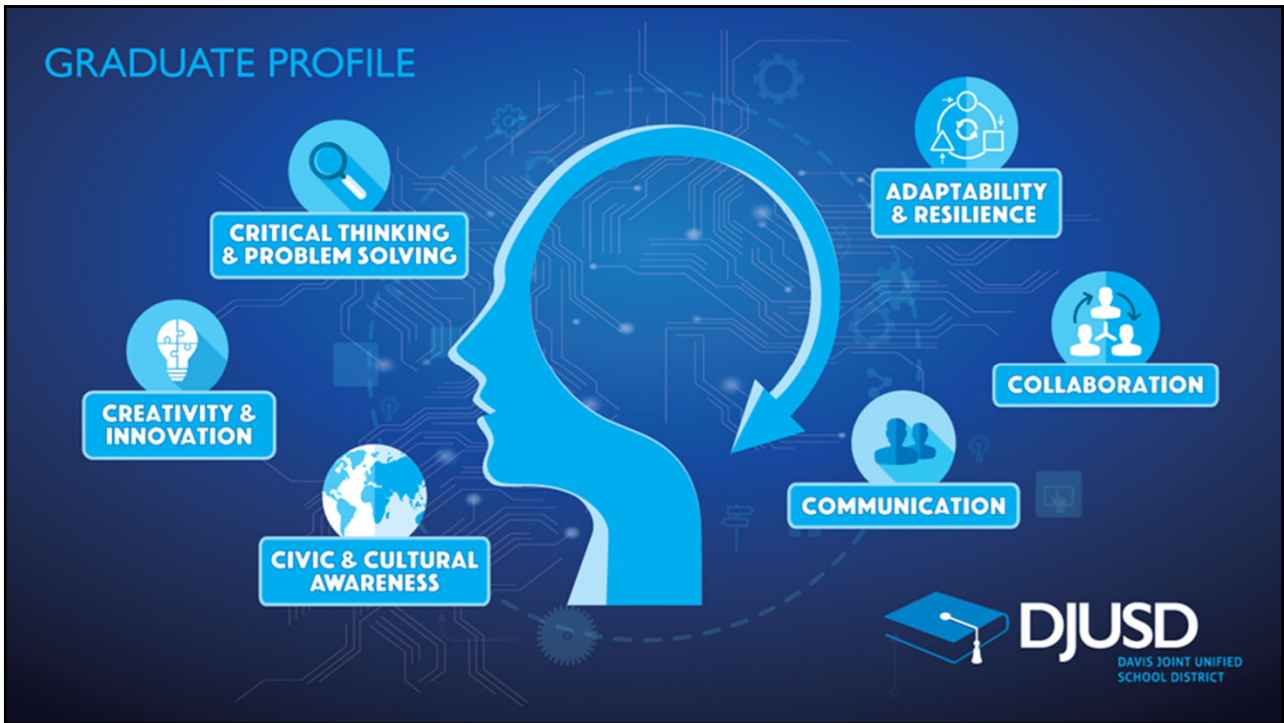 GRADUATE PROFILE
CRITICAL THINKING
& PROBLEM SOLVING
CREATIVITY &
INNOVATION
CIVIC & CULTURAL
AWARENESS
ADAPTABILITY
& RESILIENCE
COLLABORATION
COMMUNICATION
DJUSD
DAVIS JOINT UNIFIED
SCHOOL DISTRICT